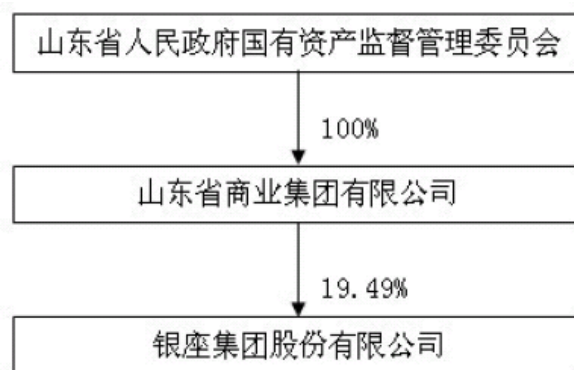 山东省人民政府国有资产监督管理委员会
100%
山东省商业集团有限公司
19.49%
银座集团股份有限公司